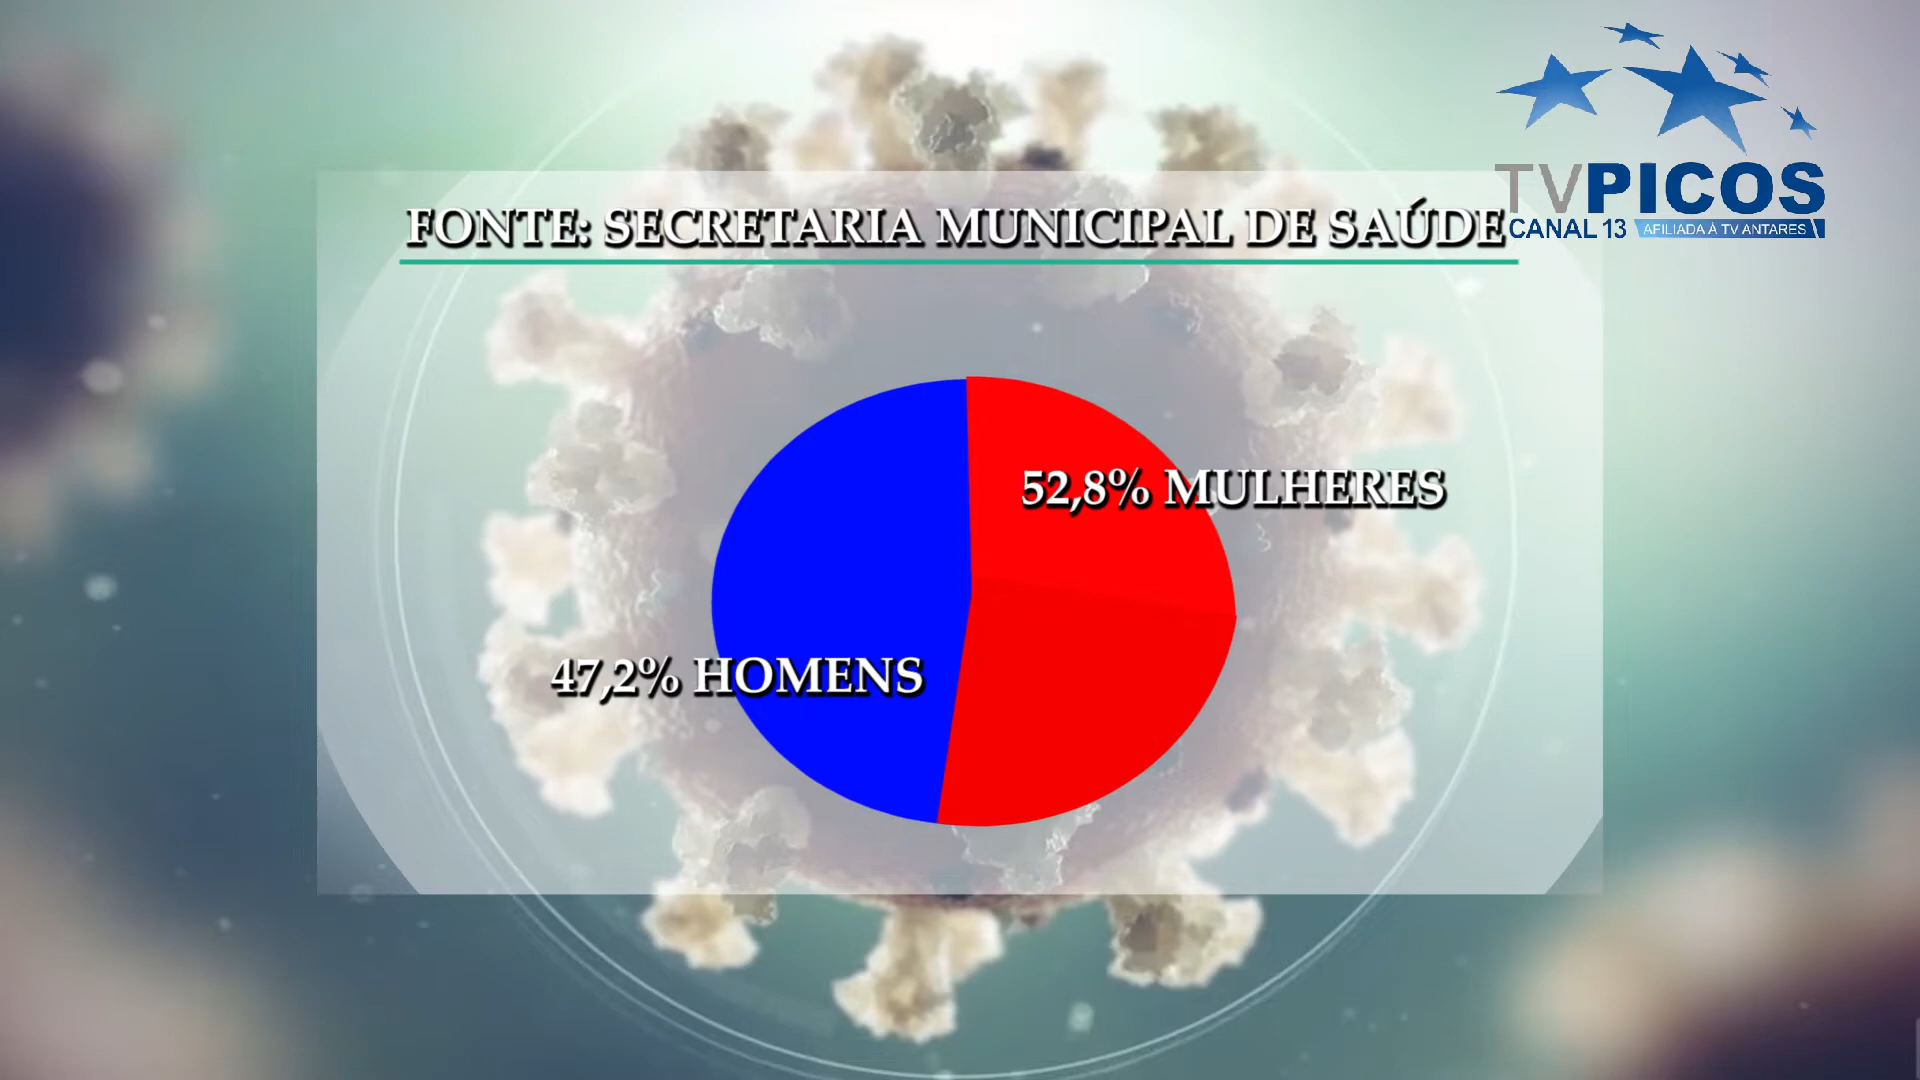 TVPICOS
CANAL 13 AFILIADA À TV ANTARES
FONTE: SECRETARIA MUNICIPAL DE SAÚDE
52,8% MULHERES
47,2% HOMENS